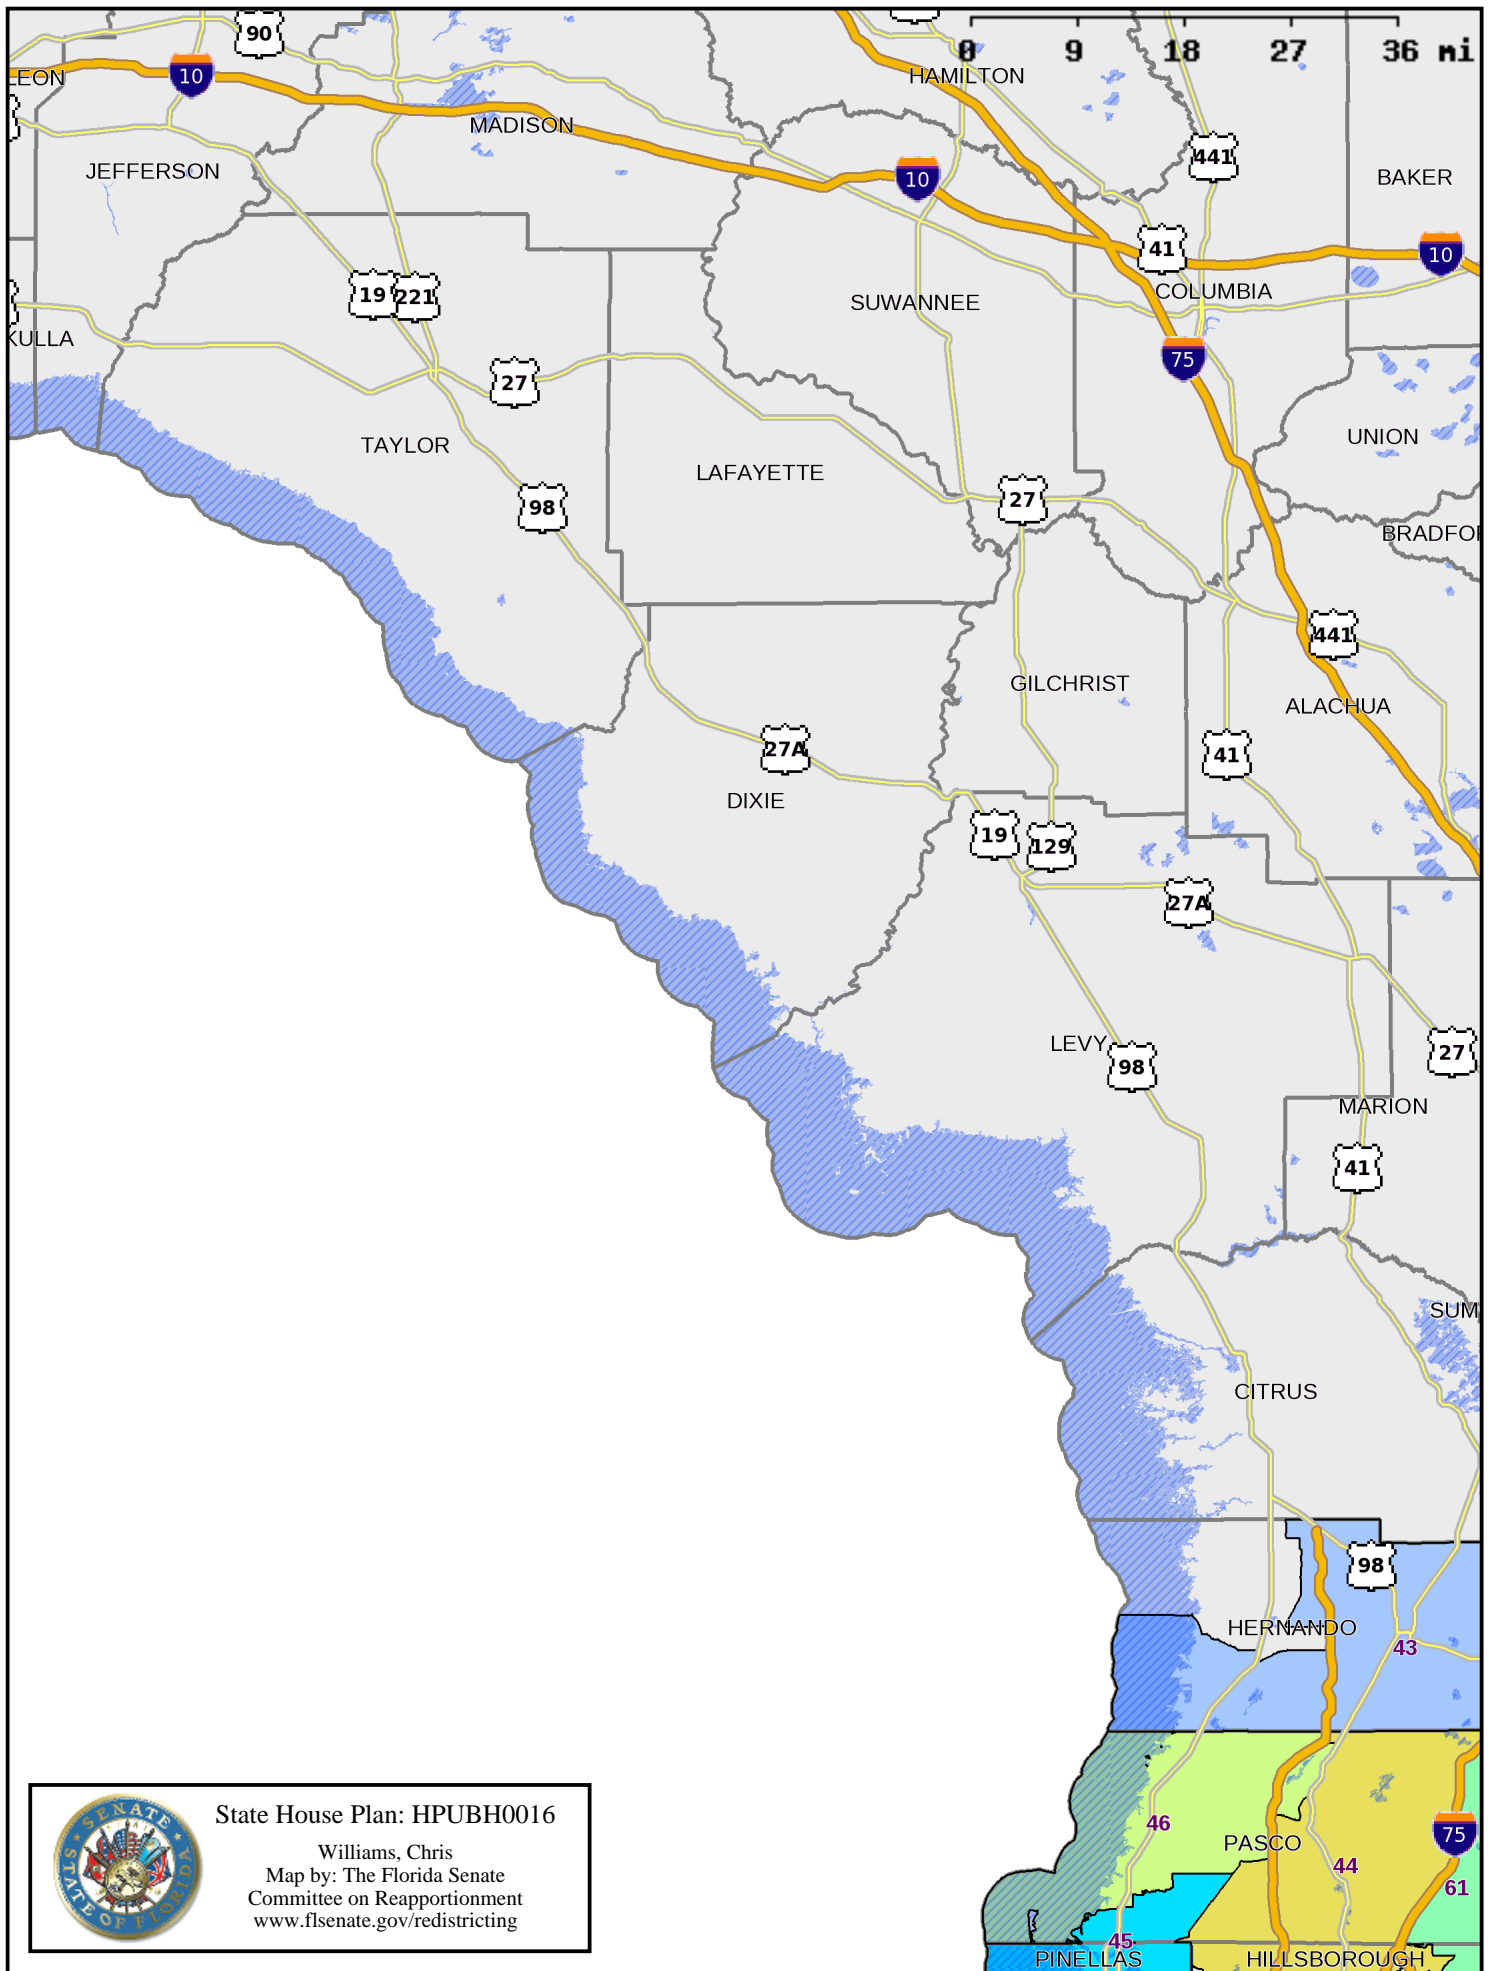 90
0 9 18 27 36 mi
HAMILTON
10
EON
MADISON
441
JEFFERSON
10
BAKER
41
10
19
221
COLUMBIA
SUWANNEE
KULLA
75
27
UNION
TAYLOR
LAFAYETTE
27
98
BRADFOR
441
GILCHRIST
ALACHUA
27A
41
DIXIE
19
129
27A
LEVY
98
27
MARION
41
SUM
CITRUS
98
HERNANDO
43
46
PASCO
75
44
61
45
PINELLAS
HILLSBOROUGH
SENATE
STATE OF FLORIDA
State House Plan: HPUBH0016
Williams, Chris
Map by: The Florida Senate
Committee on Reapportionment
www.flsenate.gov/redistricting